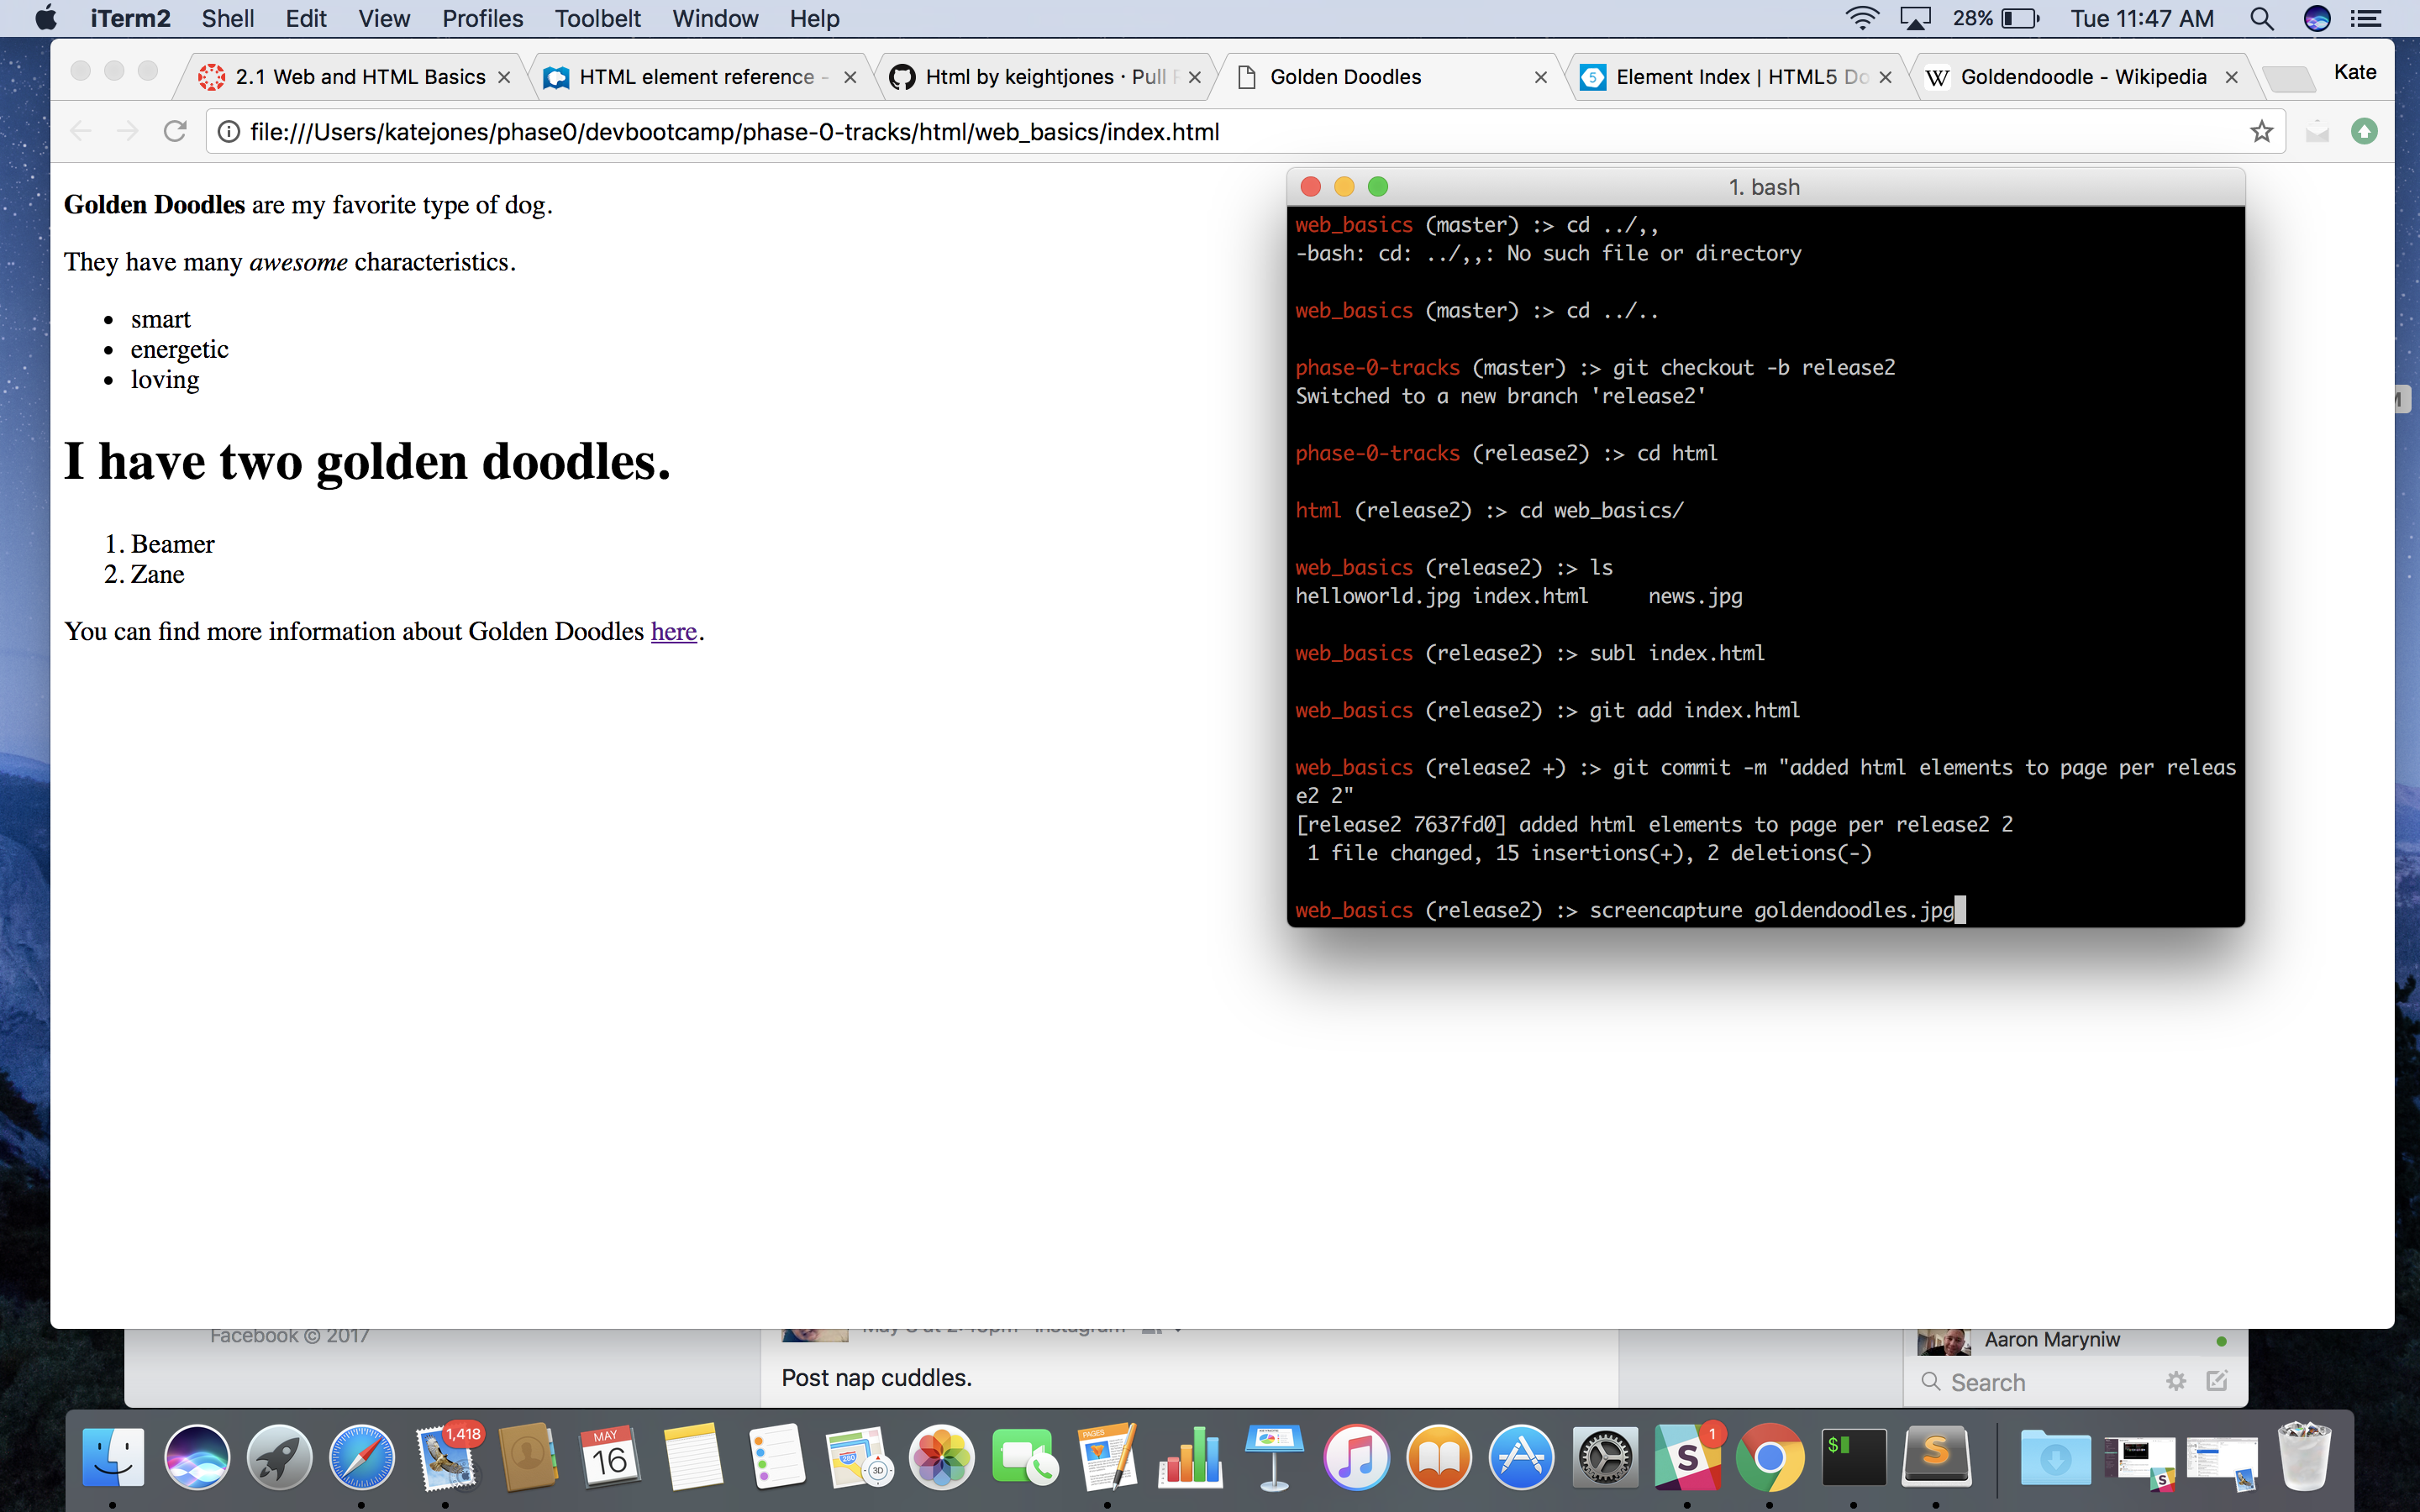 iTerm2 Shell Edit View Profiles Toolbelt Window Help 28% Tue 11:47 AM
2.1 Web and HTML Basics HTML element reference - Html by keightjones · Pull Golden Doodles Element Index | HTML5 Do Goldendoodle - Wikipedia Kate
file:///Users/katejones/phase0/devbootcamp/phase-0-tracks/html/web_basics/index.html
Golden Doodles are my favorite type of dog.
They have many awesome characteristics.
• smart
• energetic
• loving
I have two golden doodles.
1. Beamer
2. Zane
You can find more information about Golden Doodles here.
1. bash
web_basics (master) :> cd ../,,
-bash: cd: ../,,: No such file or directory
web_basics (master) :> cd ../..
phase-0-tracks (master) :> git checkout -b release2
Switched to a new branch 'release2'
phase-0-tracks (release2) :> cd html
html (release2) :> cd web_basics/
web_basics (release2) :> ls
helloworld.jpg index.html news.jpg
web_basics (release2) :> subl index.html
web_basics (release2) :> git add index.html
web_basics (release2 +) :> git commit -m "added html elements to page per releas
e2 2"
[release2 7637fd0] added html elements to page per release2 2
1 file changed, 15 insertions(+), 2 deletions(-)
web_basics (release2) :> screencapture goldendoodles.jpg
Facebook © 2017
Post nap cuddles.
Aaron Maryniw
Search
1,418
MAY
16
PAGES
280
3D
1
$